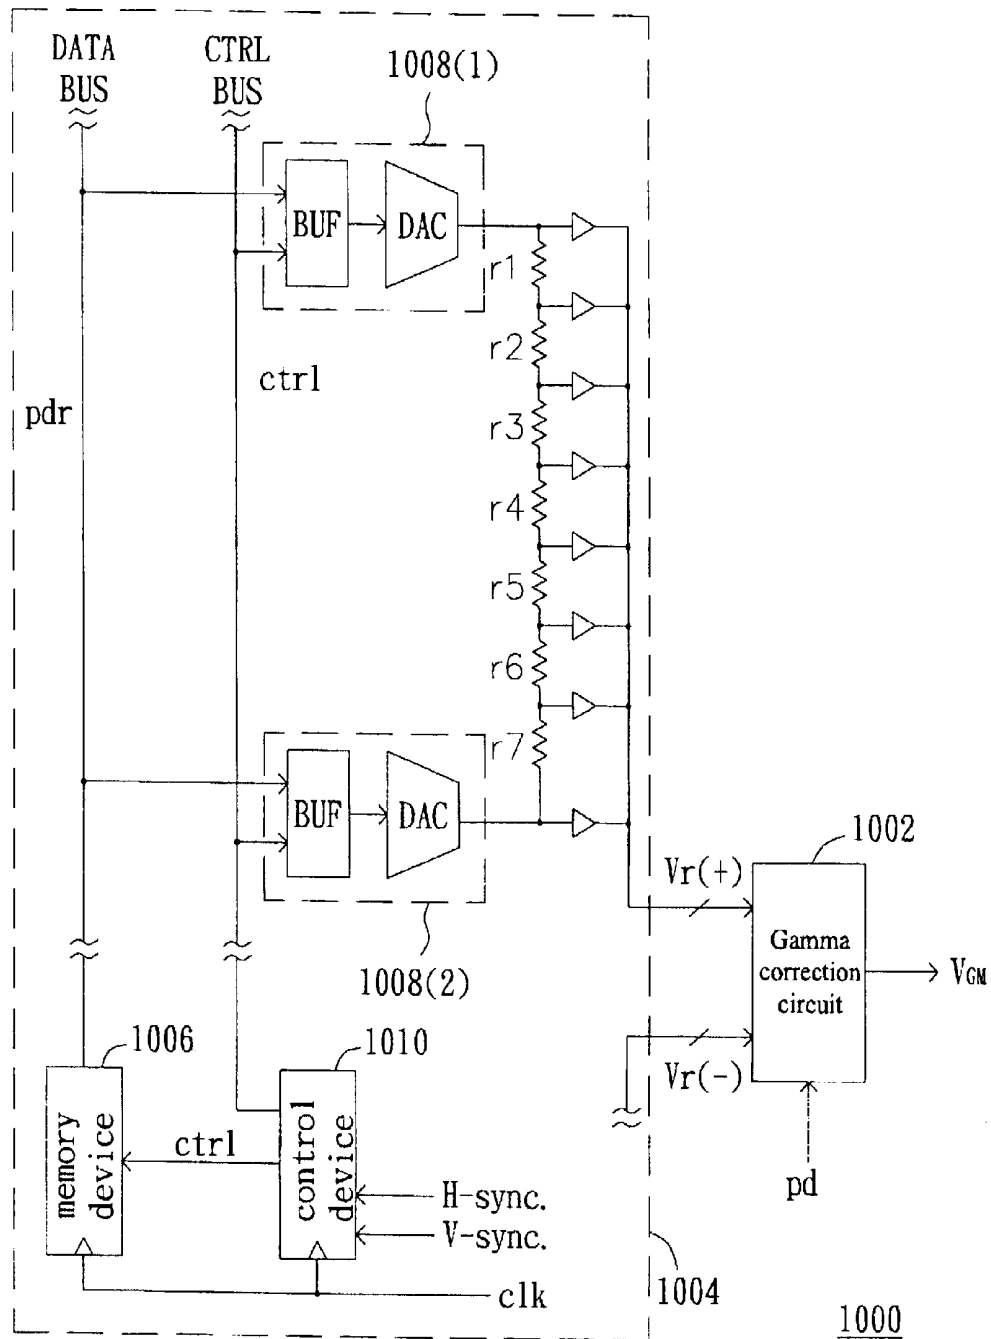 DATA
BUS
CTRL
BUS
1008(1)
BUF
DAC
r1
r2
ctrl
pdr
r3
r4
r5
r6
r7
BUF
DAC
1008(2)
1002
Vr(+)
Gamma
correction
circuit
VGM
Vr(-)
pd
1006
memory
device
ctrl
1010
control
device
H-sync.
V-sync.
clk
1004
1000